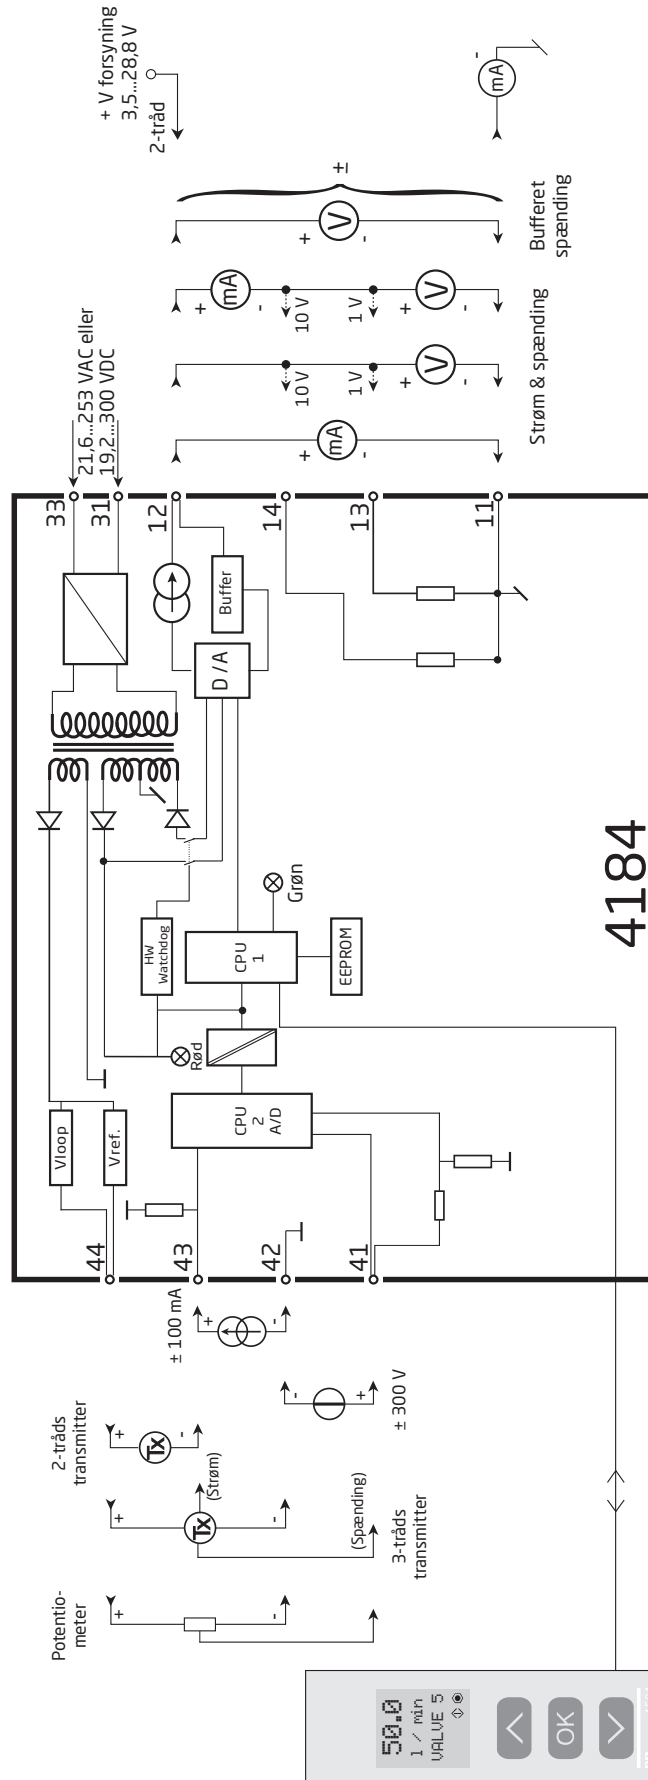 Potentio-
meter
+
-
3-tråds
transmitter
+
Tx
-
(Strøm)
(Spænding)
2-tråds
transmitter
+
Tx
-
± 300 V
-
+
± 100 mA
+
-
44
43
42
41
Vloop
Vref.
CPU
2
A/D
Rød
HW
Watchdog
CPU
1
EEPROM
Grøn
D / A
Buffer
33
31
12
14
13
11
21,6...253 VAC eller
19,2...300 VDC
+
mA
-
10 V
1 V
+
V
-
+
mA
-
10 V
1 V
+
V
-
Strøm & spænding
+
V
-
Bufferet
spænding
±
+ V forsyning
3,5...28,8 V
2-tråd
mA
-
4184
50.0
l / min
VALVE 5
OK